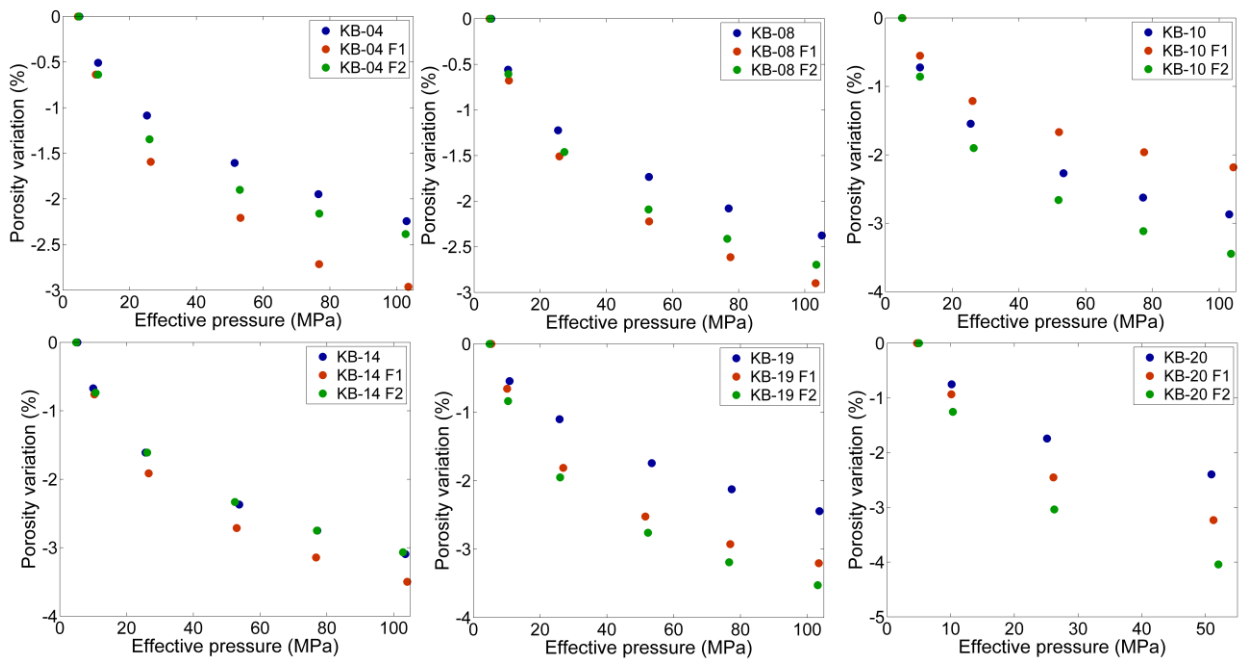 Porosity variation (%)
0
-0.5
-1
-1.5
-2
-2.5
-3
KB-04
KB-04 F1
KB-04 F2
0 20 40 60 80 100
Effective pressure (MPa)
Porosity variation (%)
0
-0.5
-1
-1.5
-2
-2.5
-3
KB-08
KB-08 F1
KB-08 F2
0 20 40 60 80 100
Effective pressure (MPa)
Porosity variation (%)
0
-1
-2
-3
-4
KB-10
KB-10 F1
KB-10 F2
0 20 40 60 80 100
Effective pressure (MPa)
Porosity variation (%)
0
-1
-2
-3
-4
KB-14
KB-14 F1
KB-14 F2
0 20 40 60 80 100
Effective pressure (MPa)
Porosity variation (%)
0
-1
-2
-3
-4
KB-19
KB-19 F1
KB-19 F2
0 20 40 60 80 100
Effective pressure (MPa)
Porosity variation (%)
0
-1
-2
-3
-4
-5
KB-20
KB-20 F1
KB-20 F2
0 10 20 30 40 50
Effective pressure (MPa)